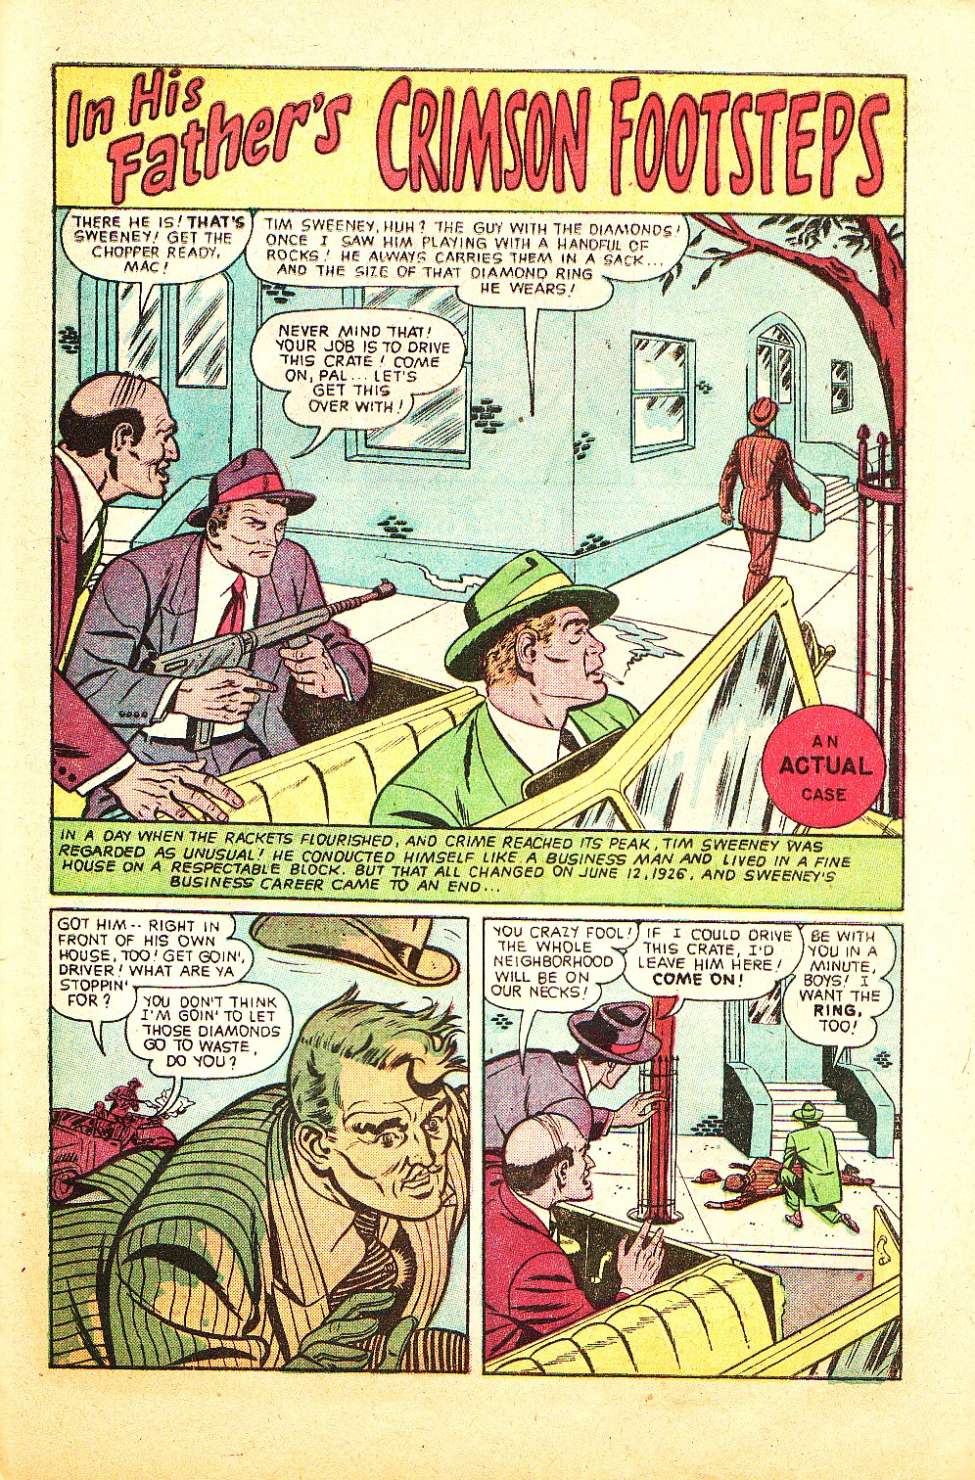 In His
Father's
CRIMSON FOOTSTEPS
THERE HE IS! THAT'S
SWEENEY! GET THE
CHOPPER READY,
MAC!
TIM SWEENEY, HUH? THE GUY WITH THE DIAMONDS!
ONCE I SAW HIM PLAYING WITH A HANDFUL OF
ROCKS! HE ALWAYS CARRIES THEM IN A SACK...
AND THE SIZE OF THAT DIAMOND RING
HE WEARS!
NEVER MIND THAT!
YOUR JOB IS TO DRIVE
THIS CRATE! COME
ON, PAL... LET'S
GET THIS
OVER WITH!
AN
ACTUAL
CASE
IN A DAY WHEN THE RACKETS FLOURISHED, AND CRIME REACHED ITS PEAK, TIM SWEENEY WAS
REGARDED AS UNUSUAL! HE CONDUCTED HIMSELF LIKE A BUSINESS MAN AND LIVED IN A FINE
HOUSE ON A RESPECTABLE BLOCK. BUT THAT ALL CHANGED ON JUNE 12, 1926, AND SWEENEY'S
BUSINESS CAREER CAME TO AN END...
GOT HIM -- RIGHT IN
FRONT OF HIS OWN
HOUSE, TOO! GET GOIN',
DRIVER! WHAT ARE YA
STOPPIN'
FOR?
YOU DON'T THINK
I'M GOIN' TO LET
THOSE DIAMONDS
GO TO WASTE,
DO YOU?
YOU CRAZY FOOL!
THE WHOLE
NEIGHBORHOOD
WILL BE ON
OUR NECKS!
IF I COULD DRIVE
THIS CRATE, I'D
LEAVE HIM HERE!
COME ON!
BE WITH
YOU IN A
MINUTE,
BOYS! I
WANT THE
RING,
TOO!